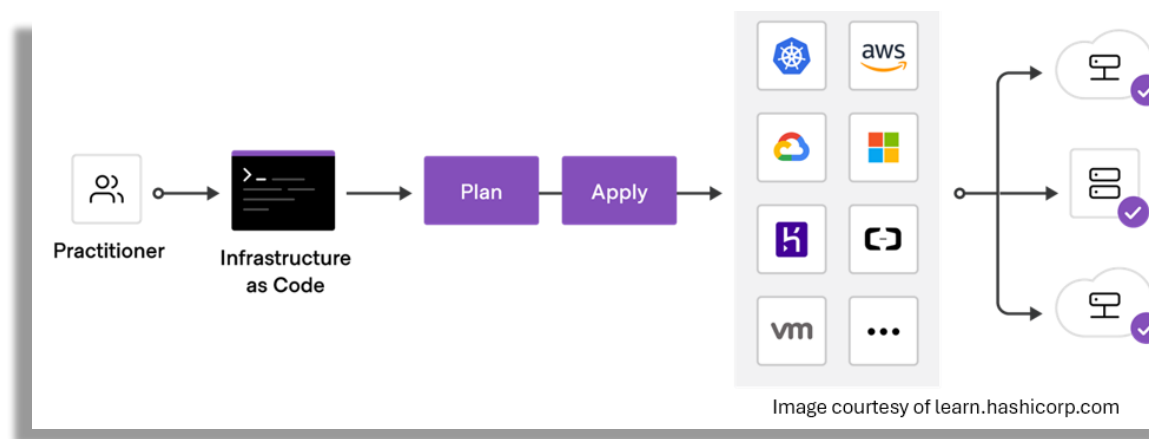 Practitioner
Infrastructure
as Code
Plan
Apply
aws
vm
Image courtesy of learn.hashicorp.com